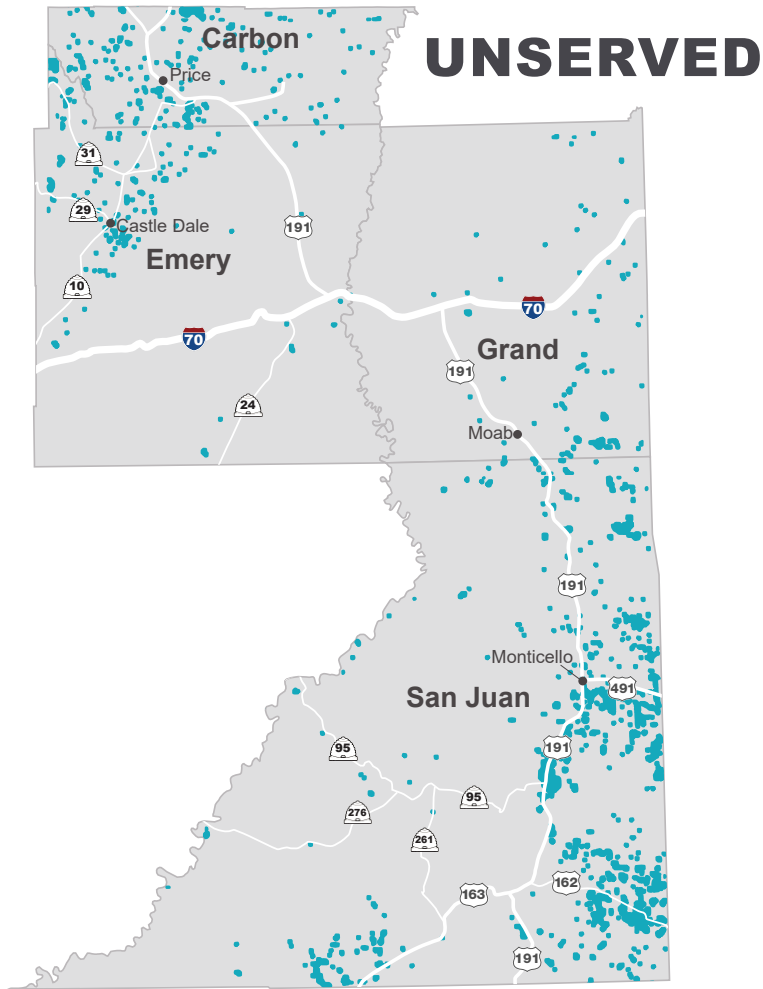 Carbon
UNSERVED
Price
31
29
Castle Dale
191
Emery
10
70
70
Grand
191
24
Moab
191
Monticello
491
San Juan
191
95
95
276
261
162
163
191